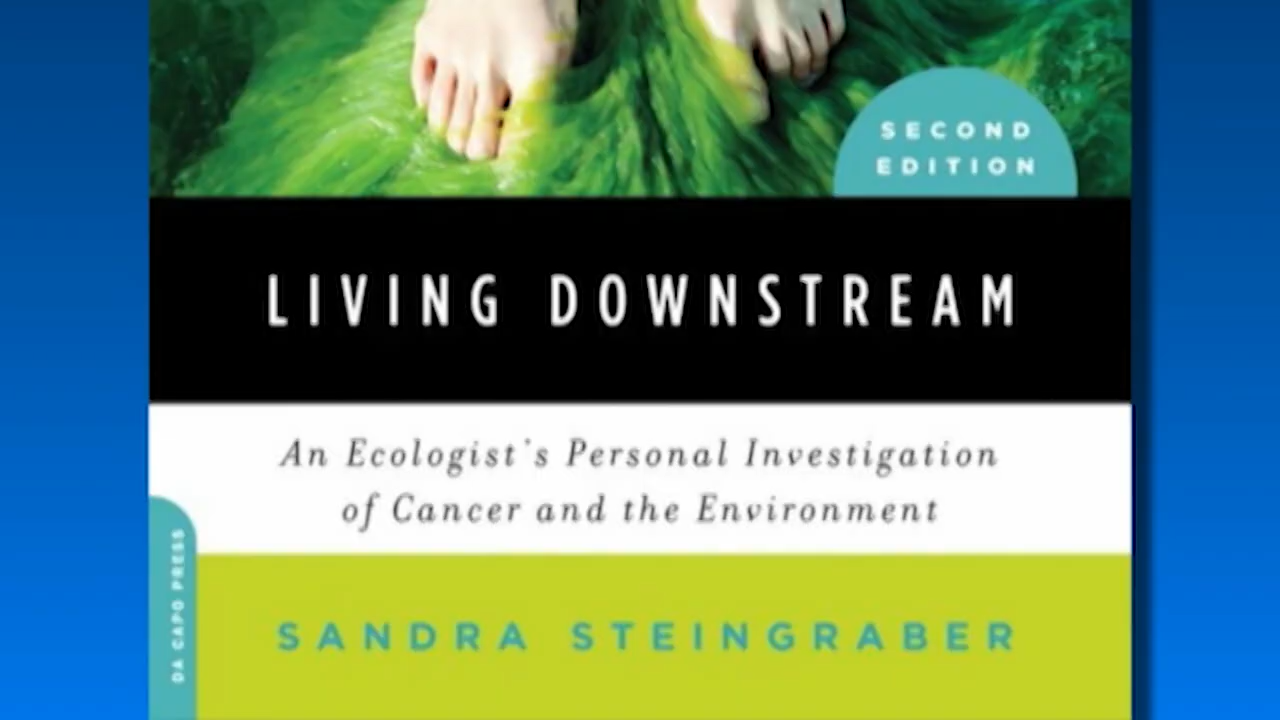 SECOND
EDITION
LIVING DOWNSTREAM
An Ecologist's Personal Investigation
of Cancer and the Environment
DA CAPO PRESS
SANDRA STEINGRABER